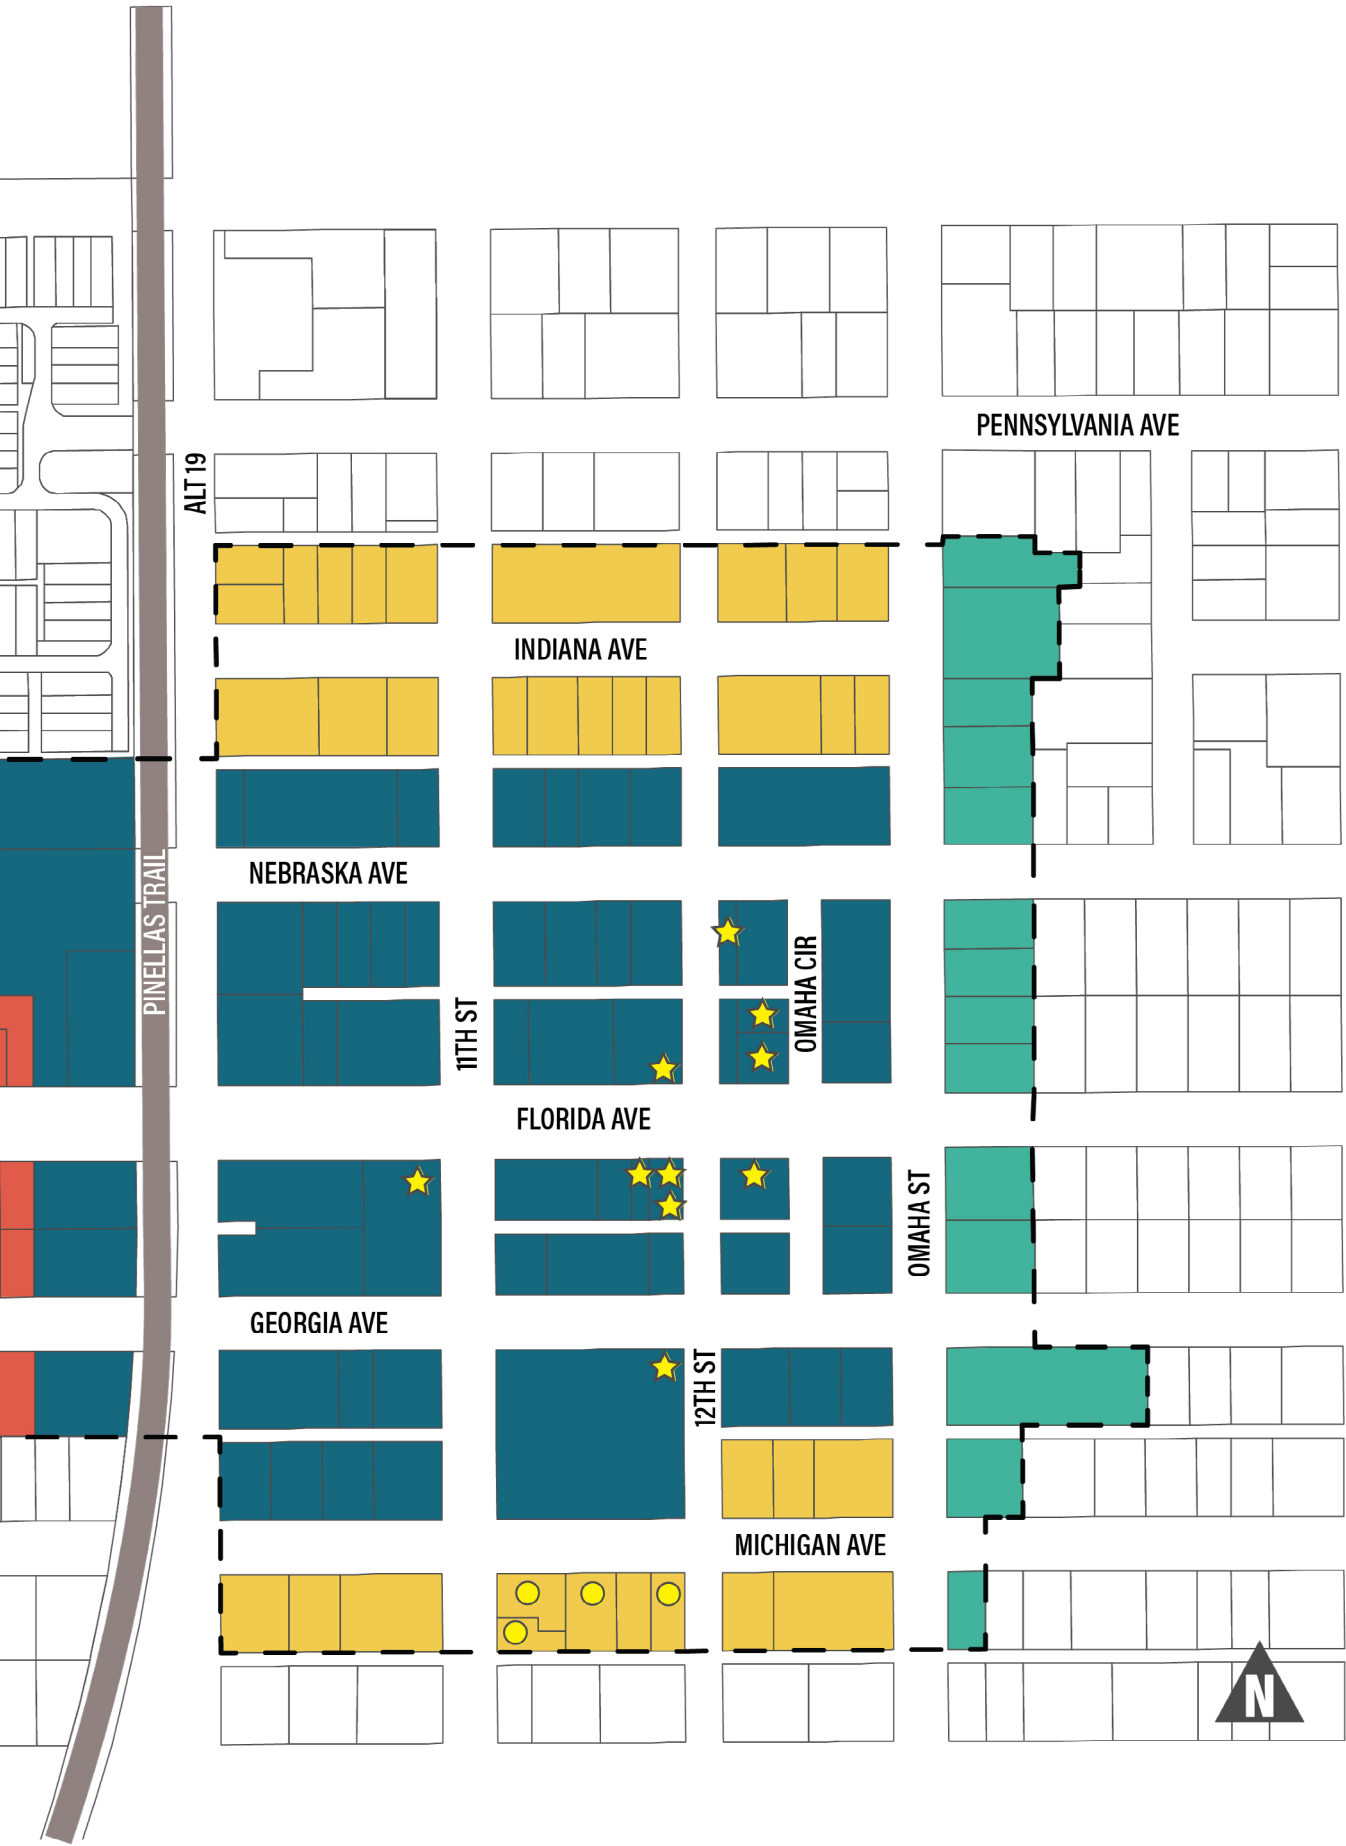 PENNSYLVANIA AVE
ALT 19
INDIANA AVE
NEBRASKA AVE
PINELLAS TRAIL
OMAHA CIR
11TH ST
FLORIDA AVE
OMAHA ST
GEORGIA AVE
12TH ST
MICHIGAN AVE
N